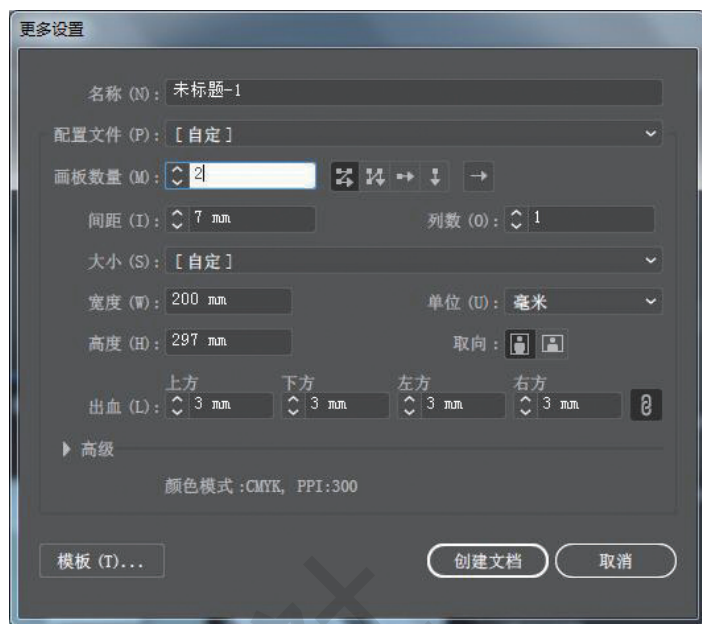 更多设置
名称 (N): 未标题-1
配置文件 (P): [自定]
画板数量 (M): 2
间距 (I): 7 mm 列数 (O): 1
大小 (S): [自定]
宽度 (W): 200 mm 单位 (U): 毫米
高度 (H): 297 mm 取向:
上方 下方 左方 右方
出血 (L): 3 mm 3 mm 3 mm 3 mm
高级
颜色模式:CMYK, PPI:300
模板 (T)... 创建文档 取消